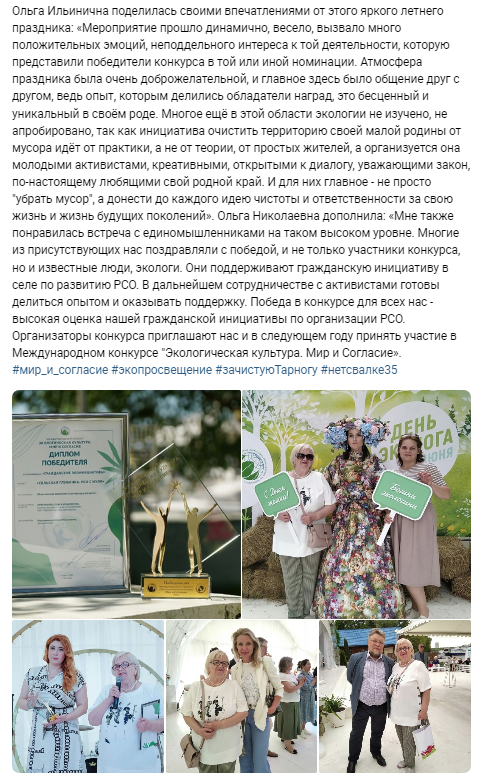 Ольга Ильинична поделилась своими впечатлениями от этого яркого летнего
праздника: «Мероприятие прошло динамично, весело, вызвало много
положительных эмоций, неподдельного интереса к той деятельности, которую
представили победители конкурса в той или иной номинации. Атмосфера
праздника была очень доброжелательной, и главное здесь было общение друг с
другом, ведь опыт, которым делились обладатели наград, это бесценный и
уникальный в своём роде. Многое ещё в этой области экологии не изучено, не
апробировано, так как инициатива очистить территорию своей малой родины от
мусора идёт от практики, а не от теории, от простых жителей, а организуется она
молодыми активистами, креативными, открытыми к диалогу, уважающими закон,
по-настоящему любящими свой родной край. И для них главное - не просто
"убрать мусор", а донести до каждого идею чистоты и ответственности за свою
жизнь и жизнь будущих поколений». Ольга Николаевна дополнила: «Мне также
понравилась встреча с единомышленниками на таком высоком уровне. Многие
из присутствующих нас поздравляли с победой, и не только участники конкурса,
но и известные люди, экологи. Они поддерживают гражданскую инициативу в
селе по развитию РСО. В дальнейшем сотрудничестве с активистами готовы
делиться опытом и оказывать поддержку. Победа в конкурсе для всех нас -
высокая оценка нашей гражданской инициативы по организации РСО.
Организаторы конкурса приглашают нас и в следующем году принять участие в
Международном конкурсе "Экологическая культура. Мир и Согласие».
#мир_и_согласие #экопросвещение #зачистуюТарногу #нетсвалке35
ДИПЛОМ
ПОБЕДИТЕЛЯ
ДЕНЬ
ЭКОЛОГА
ИЮНЯ
С Днем